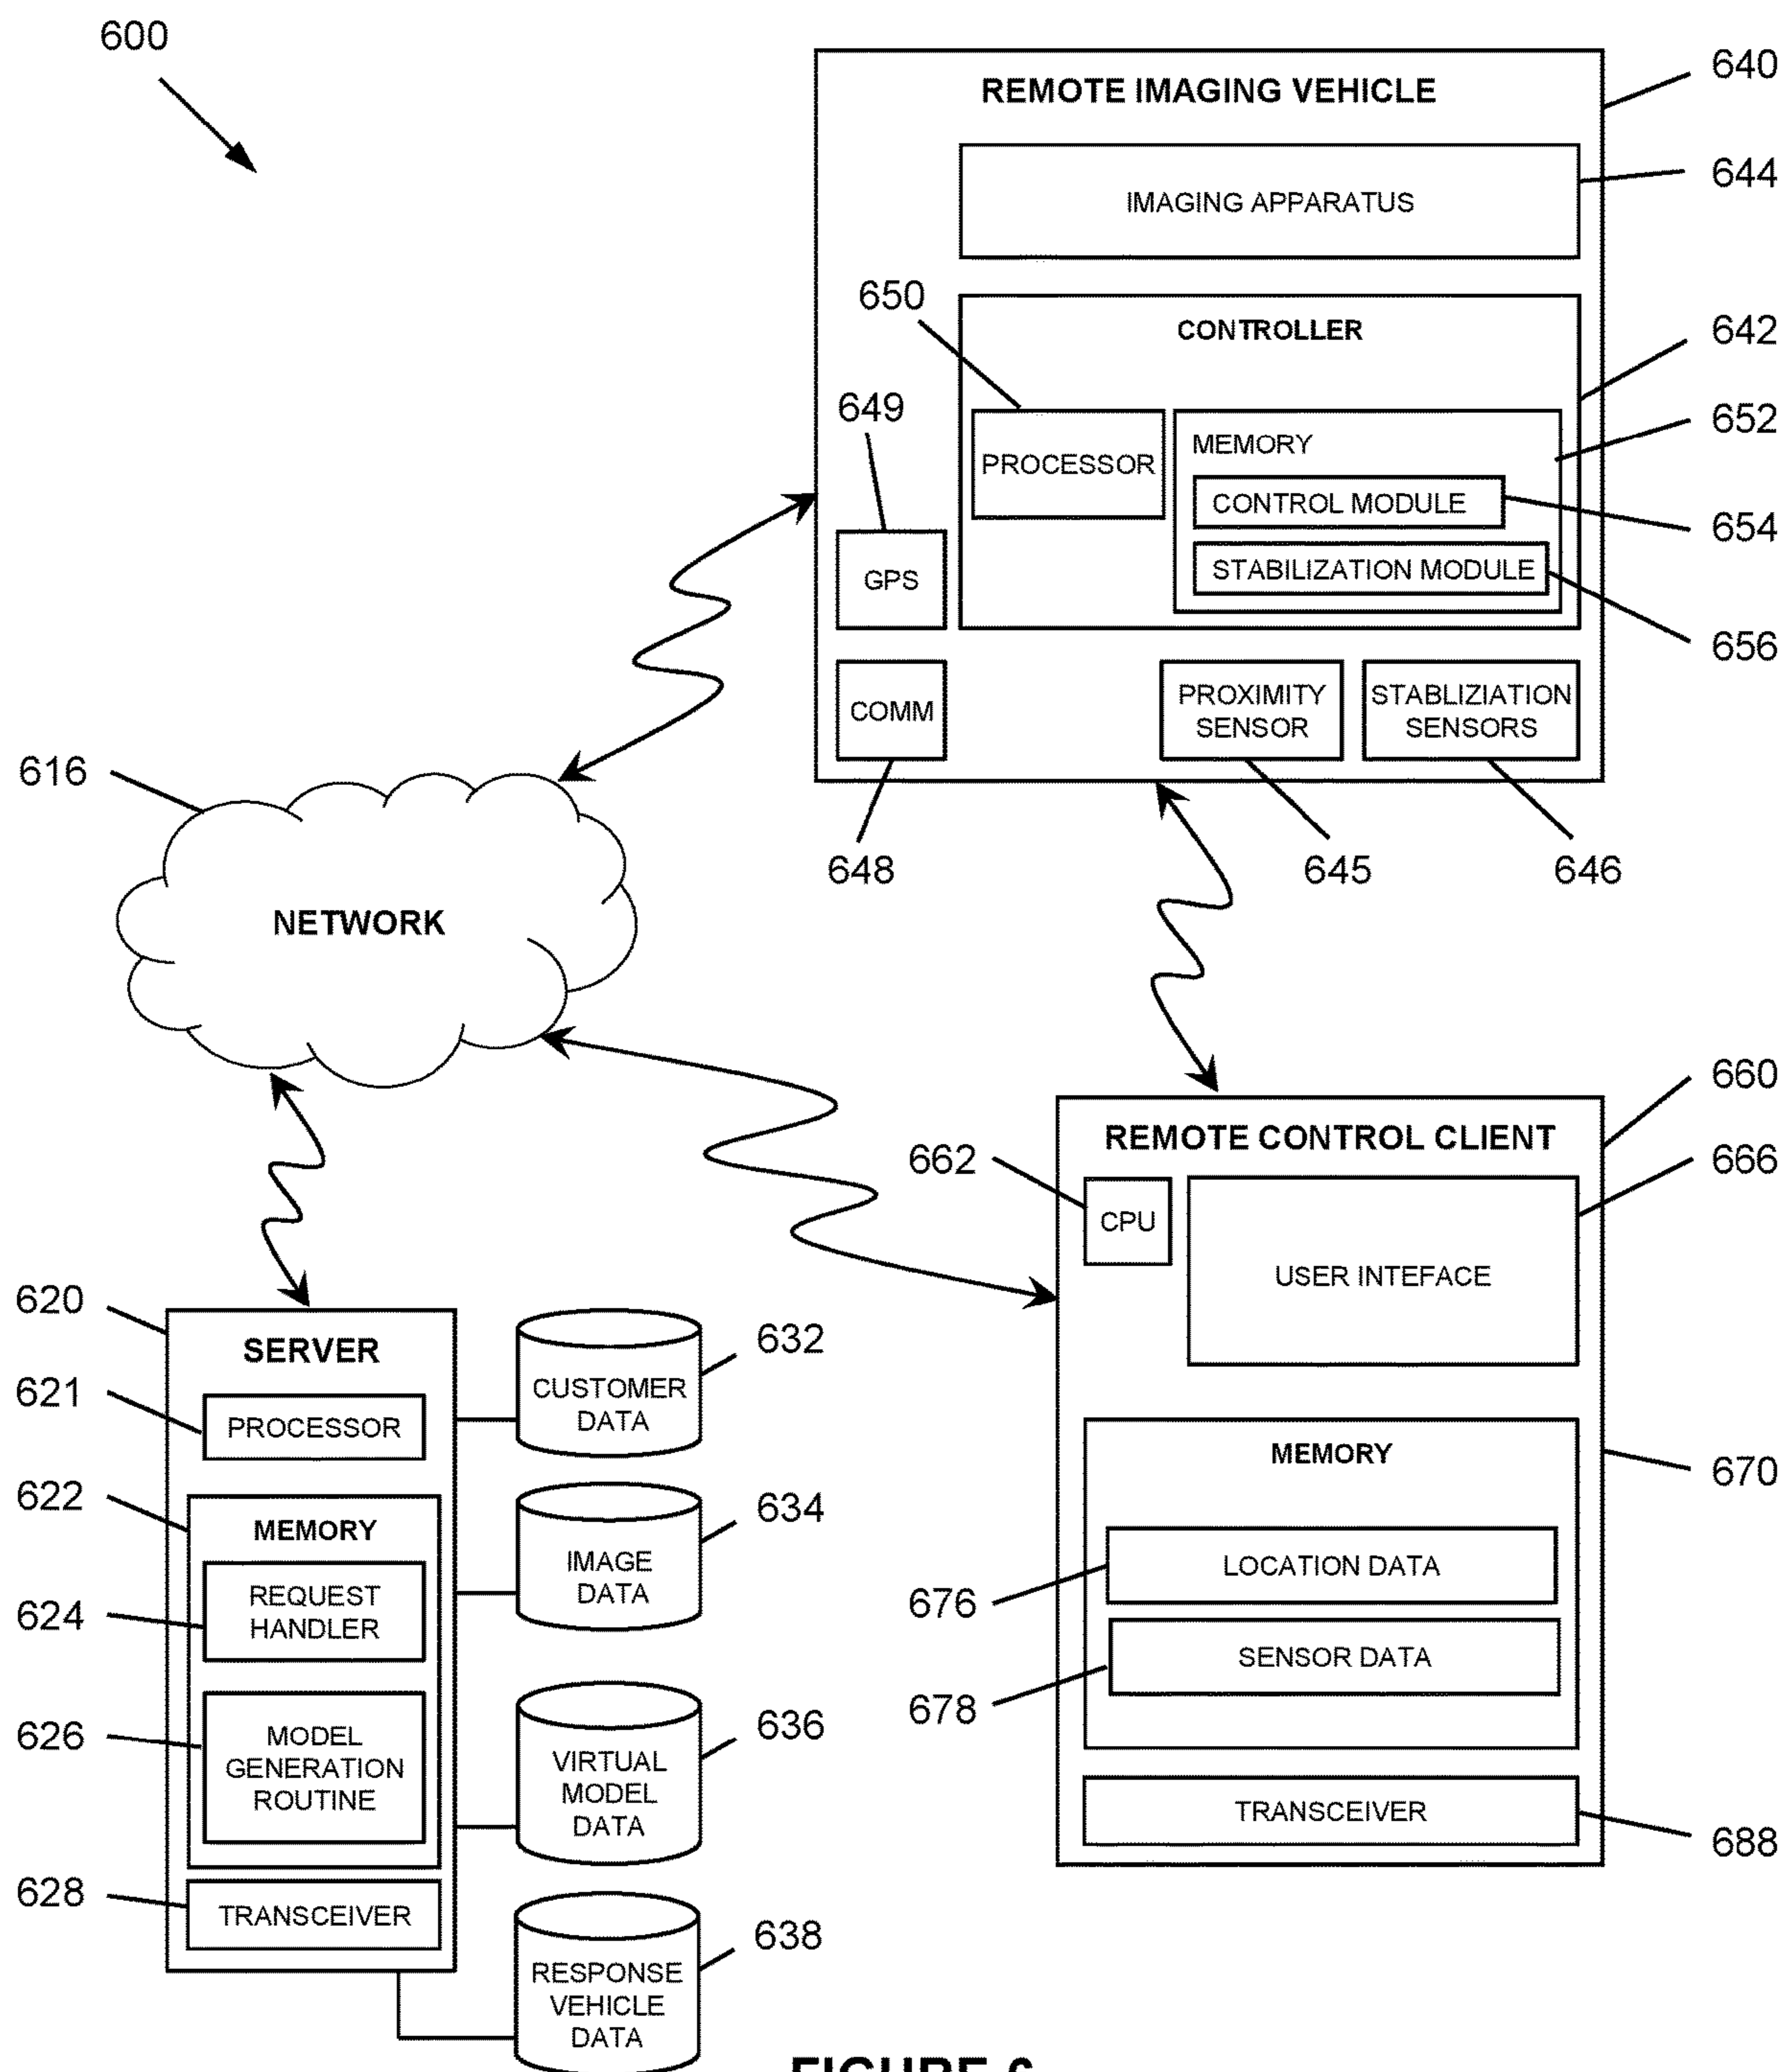 600
REMOTE IMAGING VEHICLE
640
IMAGING APPARATUS
644
650
CONTROLLER
642
649
PROCESSOR
MEMORY
652
CONTROL MODULE
654
STABILIZATION MODULE
656
GPS
COMM
PROXIMITY
SENSOR
STABLIZIATION
SENSORS
648
645
646
616
NETWORK
660
REMOTE CONTROL CLIENT
662
CPU
666
USER INTEFACE
MEMORY
670
LOCATION DATA
676
SENSOR DATA
678
TRANSCEIVER
688
620
SERVER
621
PROCESSOR
622
MEMORY
624
REQUEST
HANDLER
626
MODEL
GENERATION
ROUTINE
628
TRANSCEIVER
632
CUSTOMER
DATA
634
IMAGE
DATA
636
VIRTUAL
MODEL
DATA
638
RESPONSE
VEHICLE
DATA
FIGURE 6